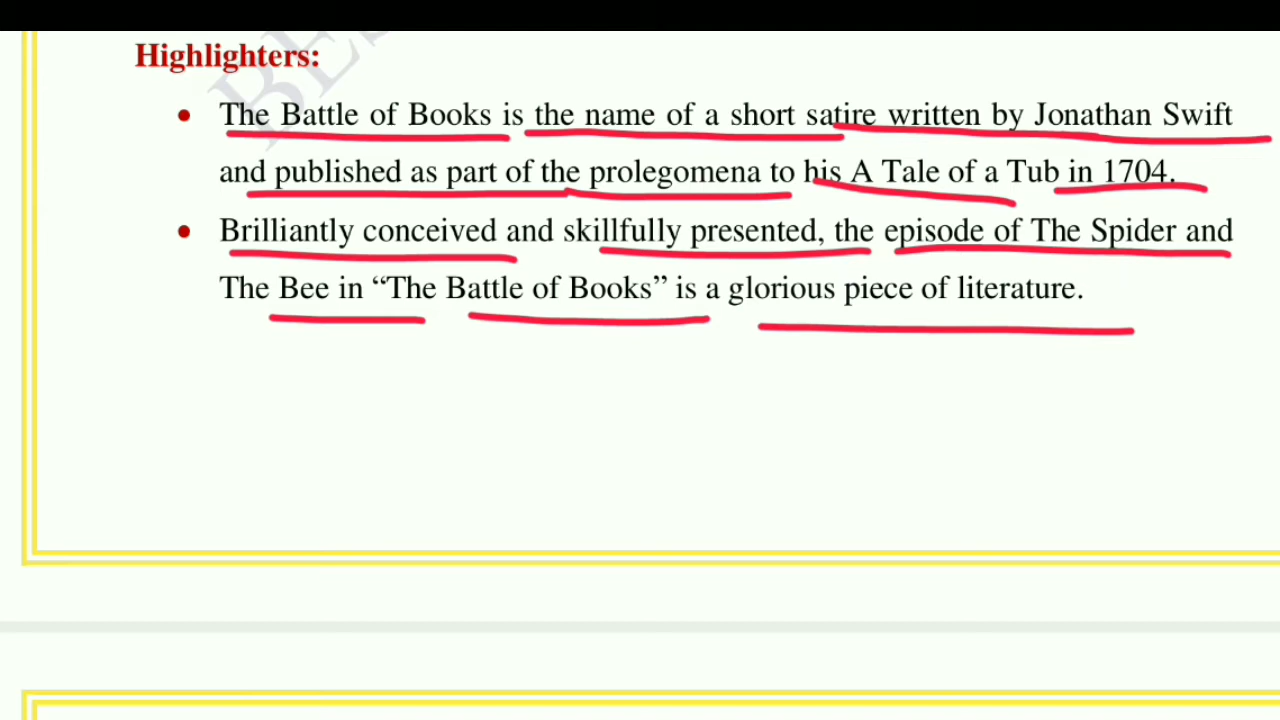 Highlighters:
• The Battle of Books is the name of a short satire written by Jonathan Swift
and published as part of the prolegomena to his A Tale of a Tub in 1704.
• Brilliantly conceived and skillfully presented, the episode of The Spider and
The Bee in “The Battle of Books” is a glorious piece of literature.